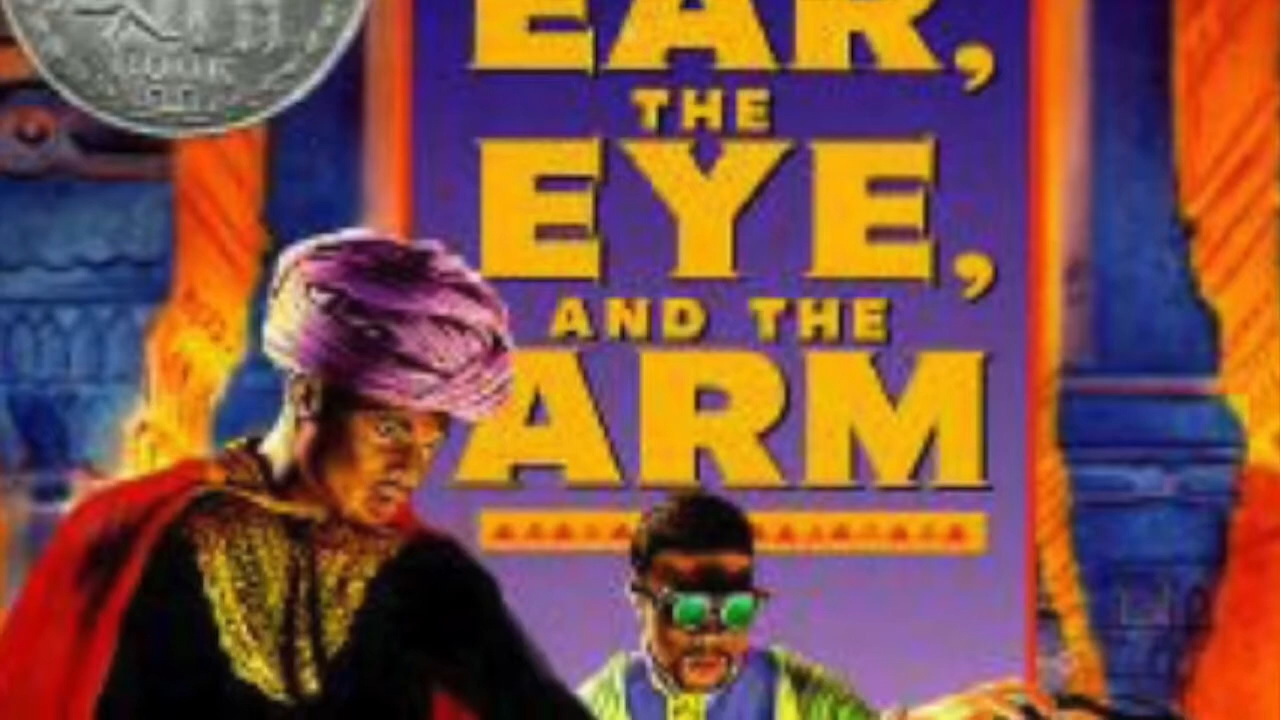 EAR,
THE
EYE,
AND THE
ARM